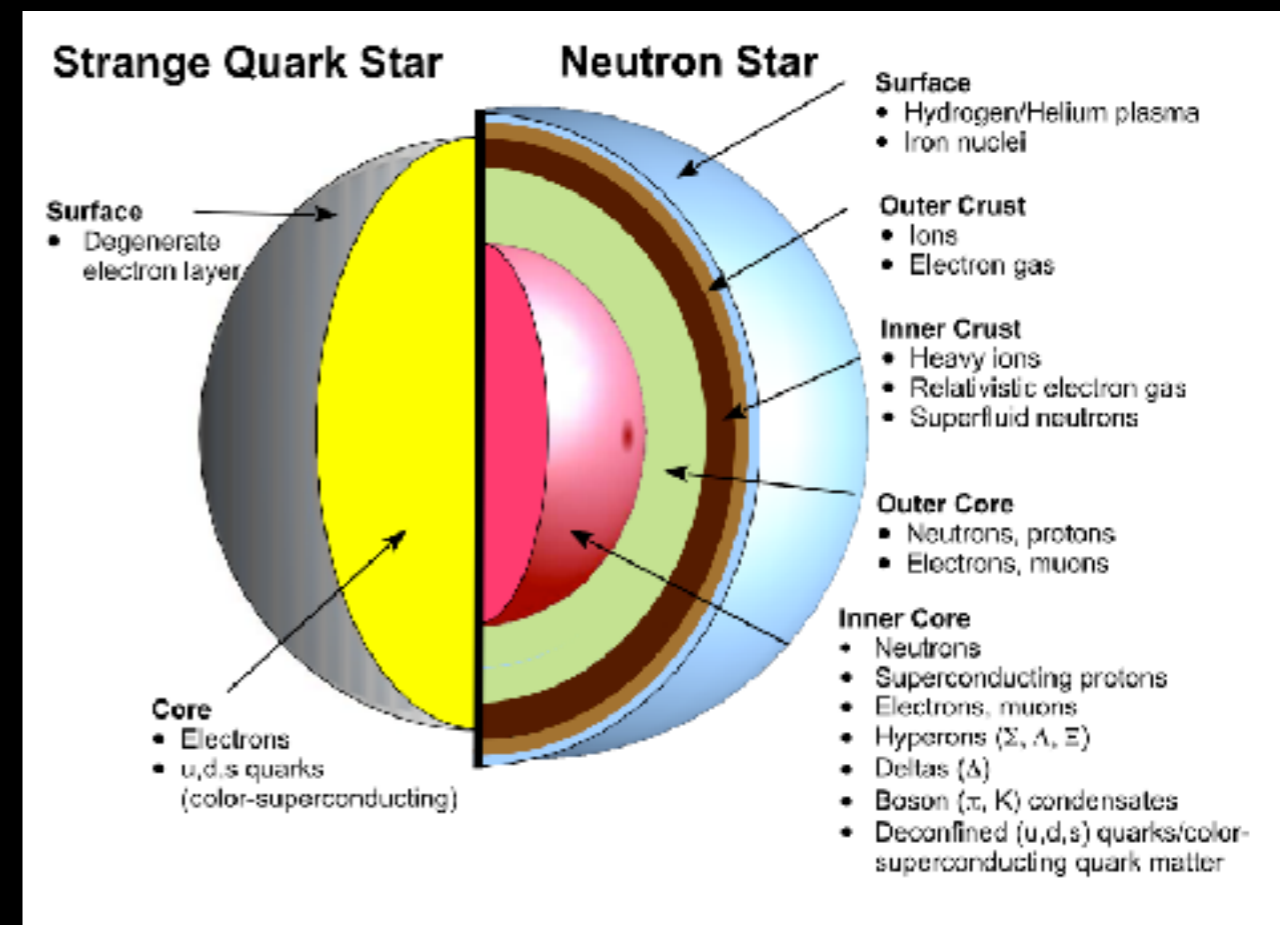 Strange Quark Star
Neutron Star
Surface
• Degenerate
electron layer
Core
• Electrons
• u,d,s quarks
(color-superconducting)
Surface
• Hydrogen/Helium plasma
• Iron nuclei
Outer Crust
• Ions
• Electron gas
Inner Crust
• Heavy ions
• Relativistic electron gas
• Superfluid neutrons
Outer Core
• Neutrons, protons
• Electrons, muons
Inner Core
• Neutrons
• Superconducting protons
• Electrons, muons
• Hyperons (Σ, Λ, Ξ)
• Deltas (Δ)
• Boson (π, K) condensates
• Deconfined (u,d,s) quarks/color-
superconducting quark matter